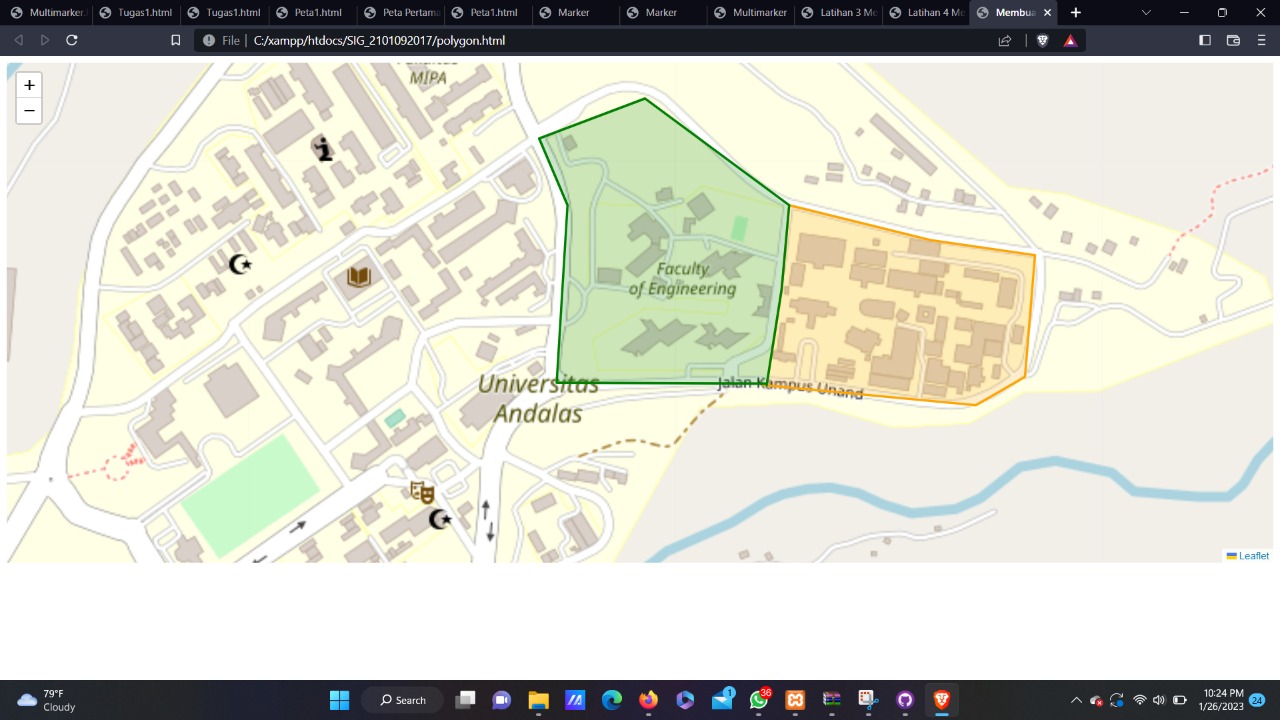 Multimarker.
Tugas1.html
Tugas1.html
Peta1.html
Peta Pertama
Peta1.html
Marker
Marker
Multimarker
Latihan 3 M
Latihan 4 M
Membua
File
C:/xampp/htdocs/SIG_2101092017/polygon.html
+
−
MIPA
Faculty
of Engineering
Universitas
Andalas
Jalan Kampus Unand
Leaflet
79°F
Cloudy
Search
1
36
10:24 PM
1/26/2023
24